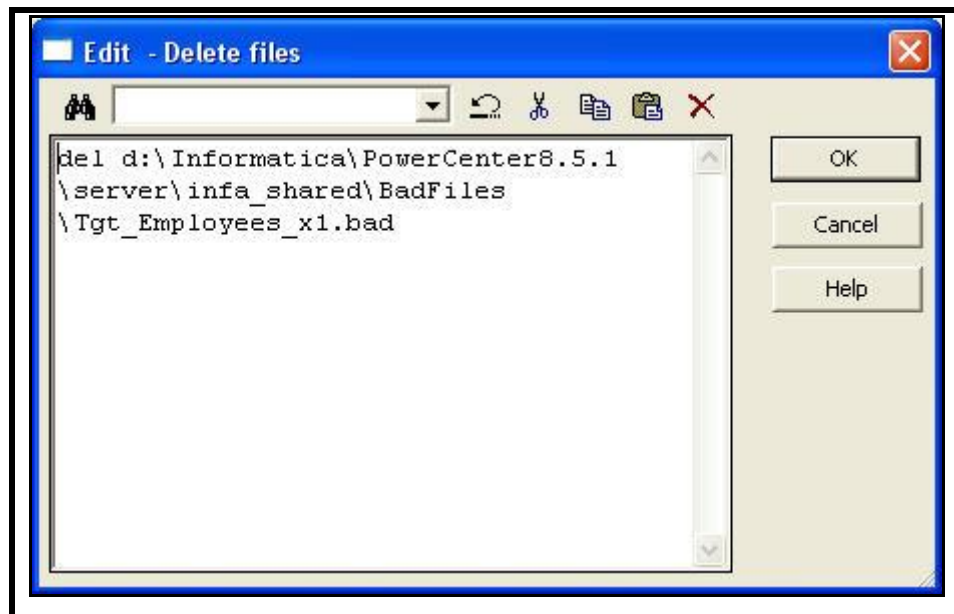 Edit - Delete files
del d:\Informatica\PowerCenter8.5.1
\server\infa_shared\BadFiles
\Tgt_Employees_x1.bad
OK
Cancel
Help